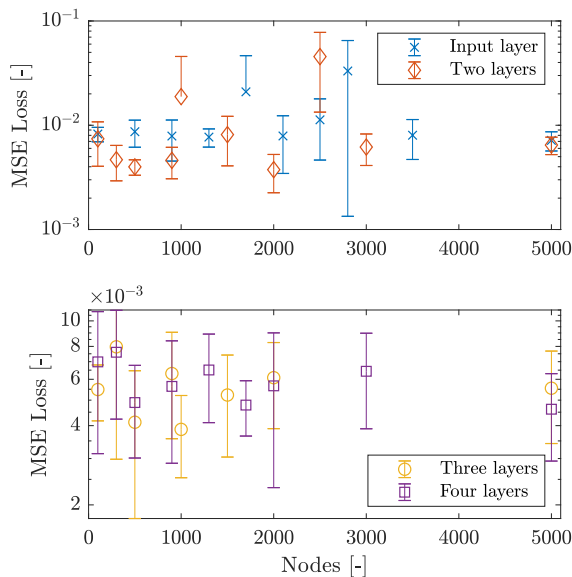 10^{-1}
10^{-2}
10^{-3}
MSE Loss [-]
Input layer
Two layers
0 1000 2000 3000 4000 5000
×10^{-3}
10
8
6
4
2
MSE Loss [-]
Three layers
Four layers
0 1000 2000 3000 4000 5000
Nodes [-]